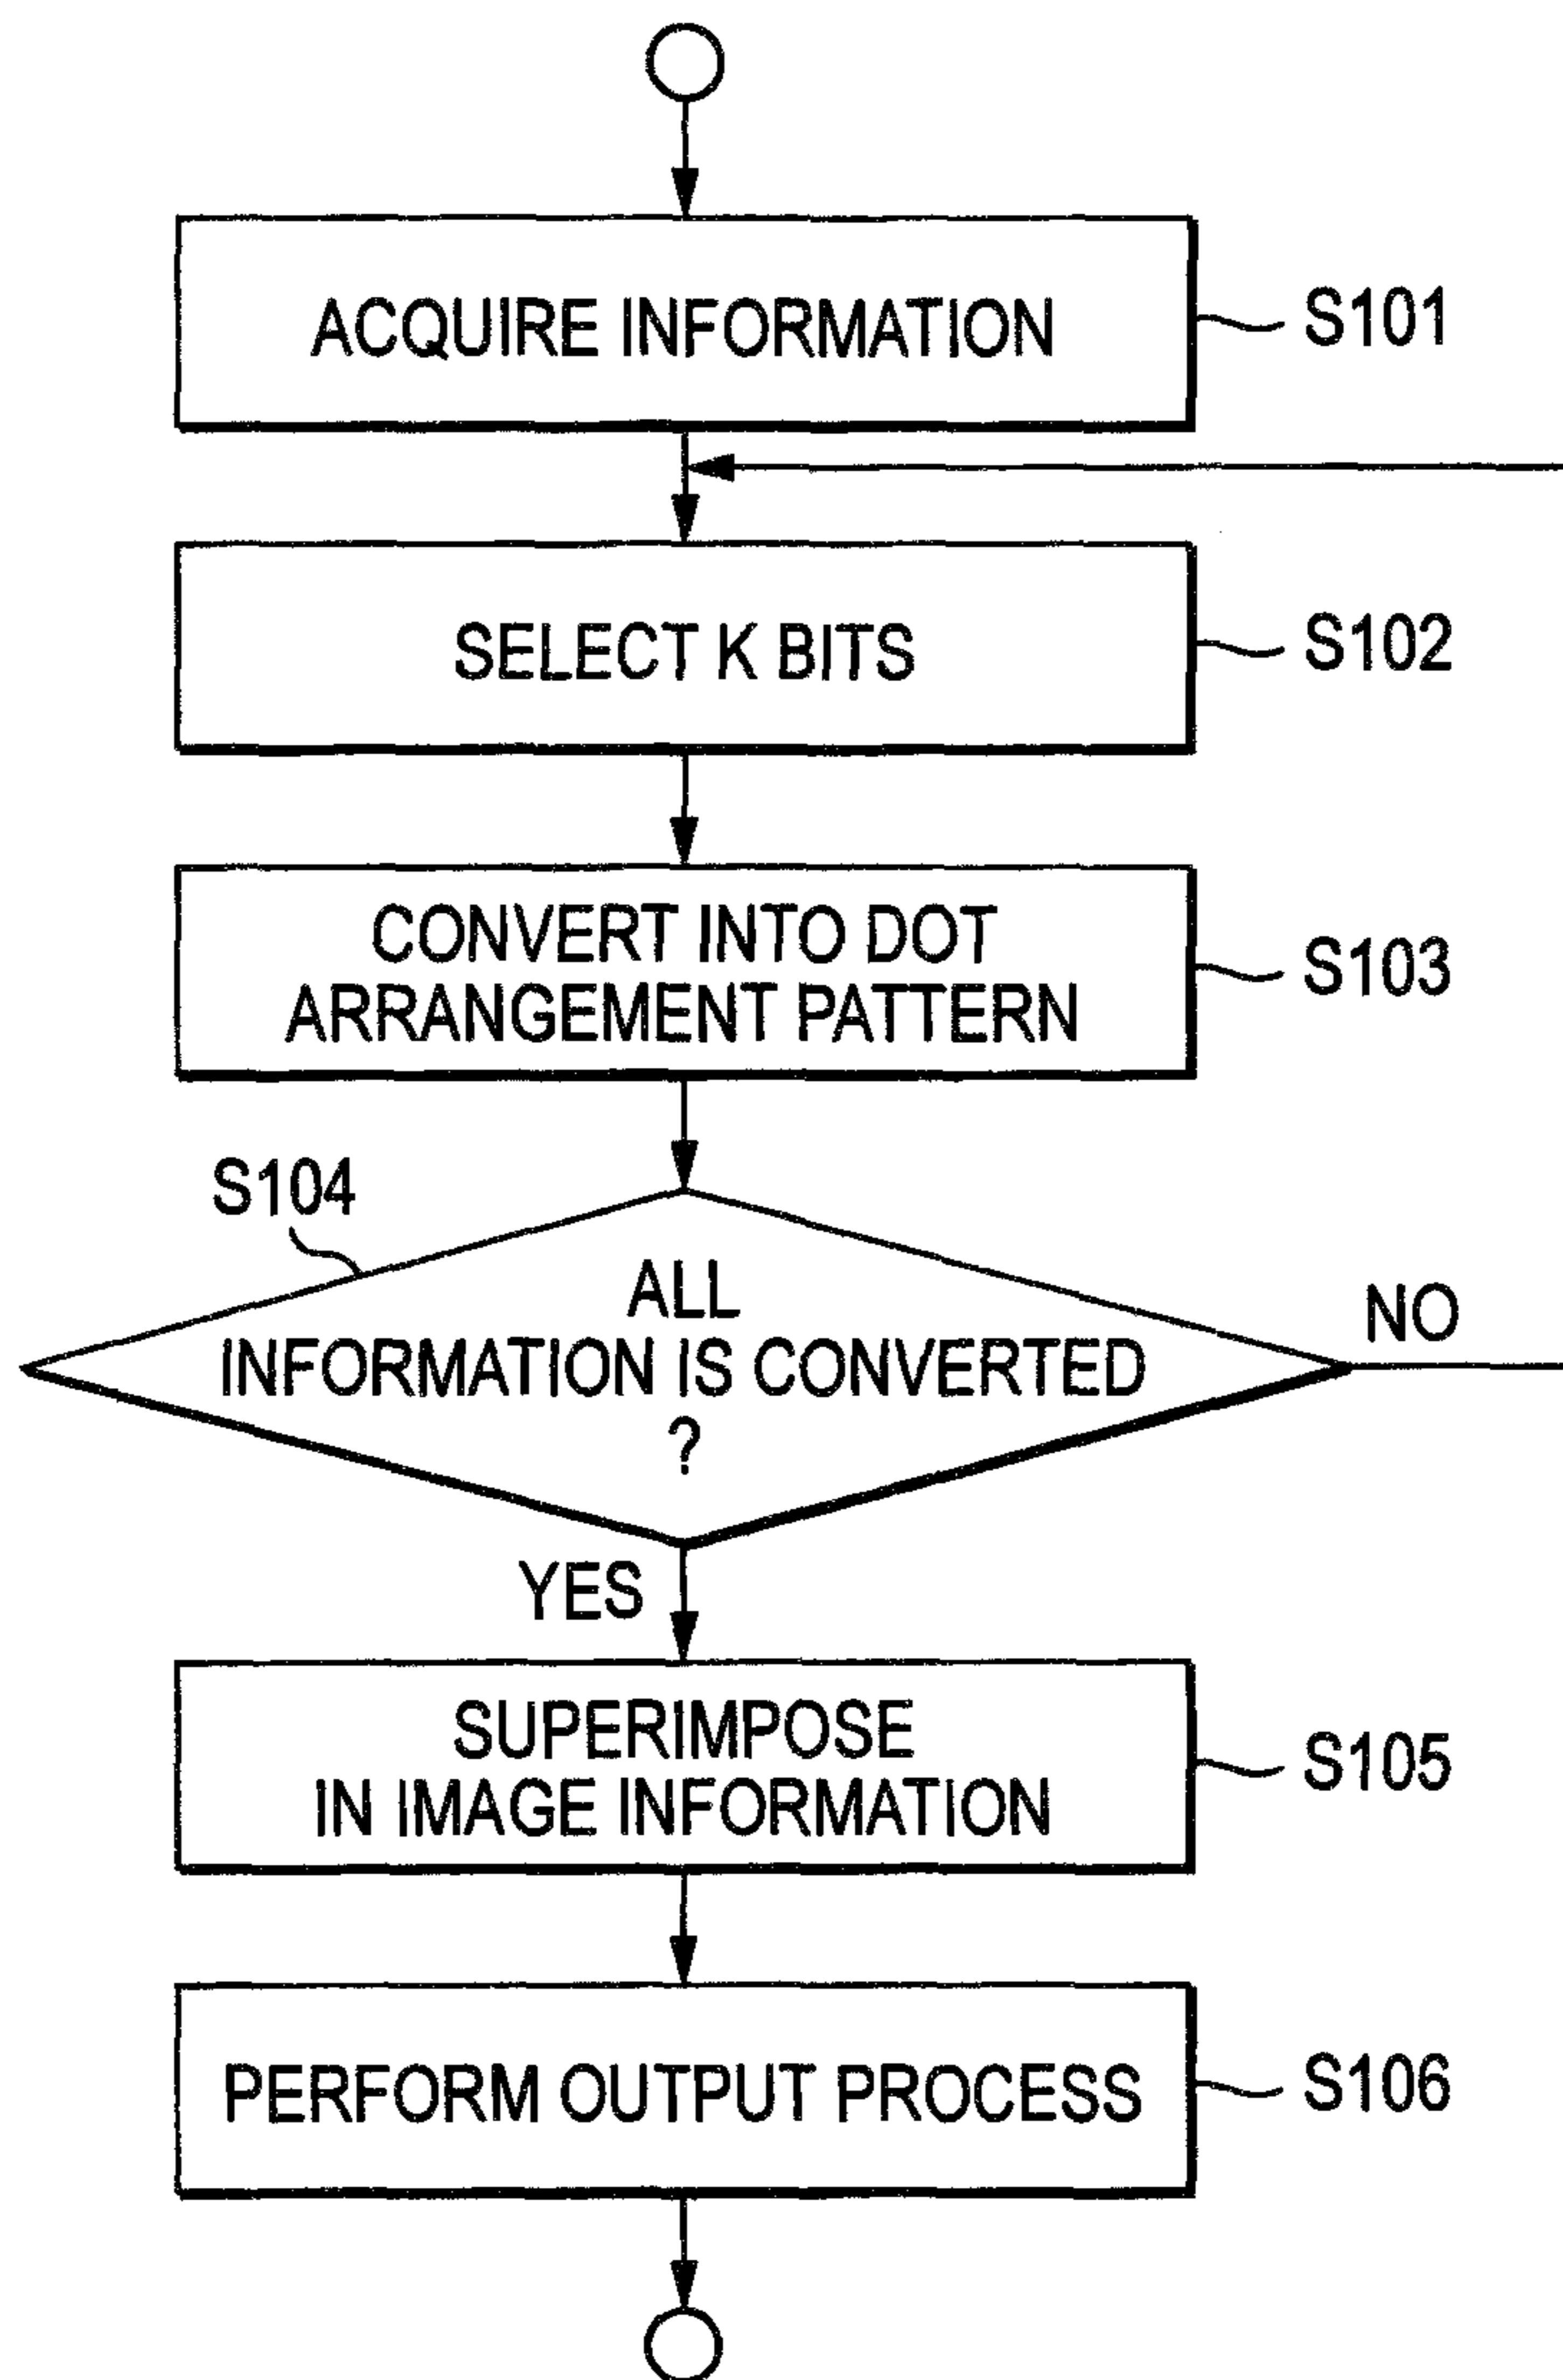 ACQUIRE INFORMATION
S101
SELECT K BITS
S102
CONVERT INTO DOT
ARRANGEMENT PATTERN
S103
S104
ALL
INFORMATION IS CONVERTED
?
NO
YES
SUPERIMPOSE
IN IMAGE INFORMATION
S105
PERFORM OUTPUT PROCESS
S106